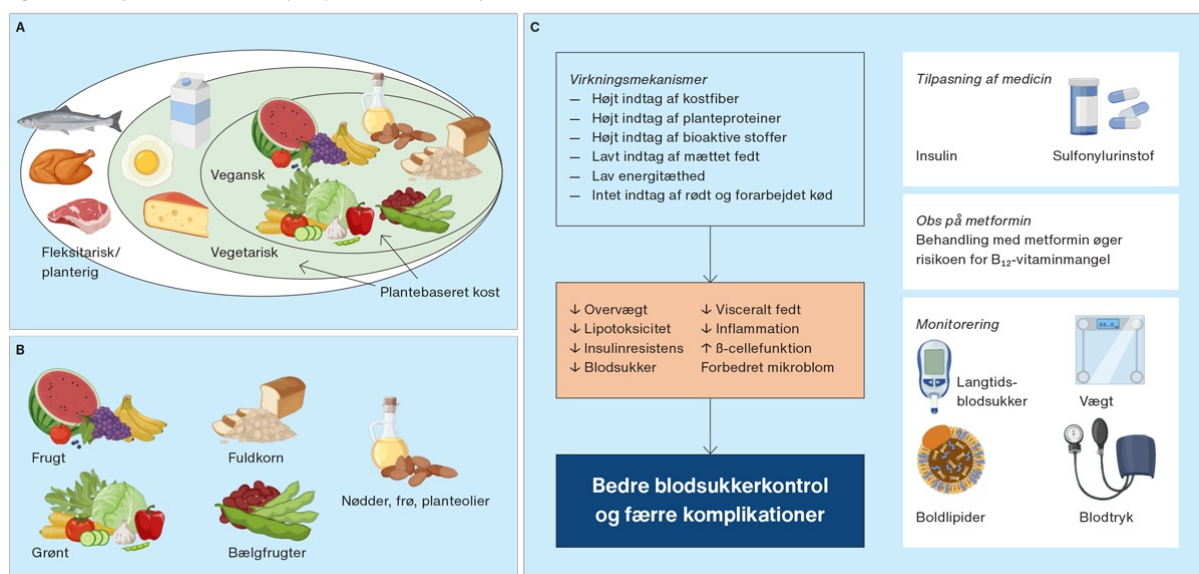 A
Vegansk
Fleksitarisk/
planterig
Vegetarisk
Plantebaseret kost
B
Frugt
Fuldkorn
Nødder, frø, planteolier
Grønt
Bælgfrugter
C
Virkningsmekanismer
— Højt indtag af kostfiber
— Højt indtag af planteproteiner
— Højt indtag af bioaktive stoffer
— Lavt indtag af mættet fedt
— Lav energitæthed
— Intet indtag af rødt og forarbejdet kød
↓ Overvægt
↓ Lipotoksicitet
↓ Insulinresistens
↓ Blodsukker
↓ Visceralt fedt
↓ Inflammation
↑ ß-cellefunktion
Forbedret mikroblom
Bedre blodsukkerkontrol
og færre komplikationer
Tilpasning af medicin
Insulin
Sulfonylurinstof
Obs på metformin
Behandling med metformin øger
risikoen for B₁₂-vitaminmangel
Monitorering
Langtids-
blodsukker
Vægt
Boldlipider
Blodtryk